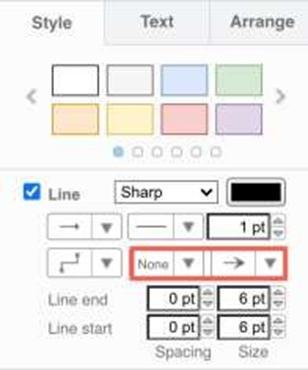 Style Text Arrange
Line Sharp
1 pt
None
Line end 0 pt 6 pt
Line start 0 pt 6 pt
Spacing Size